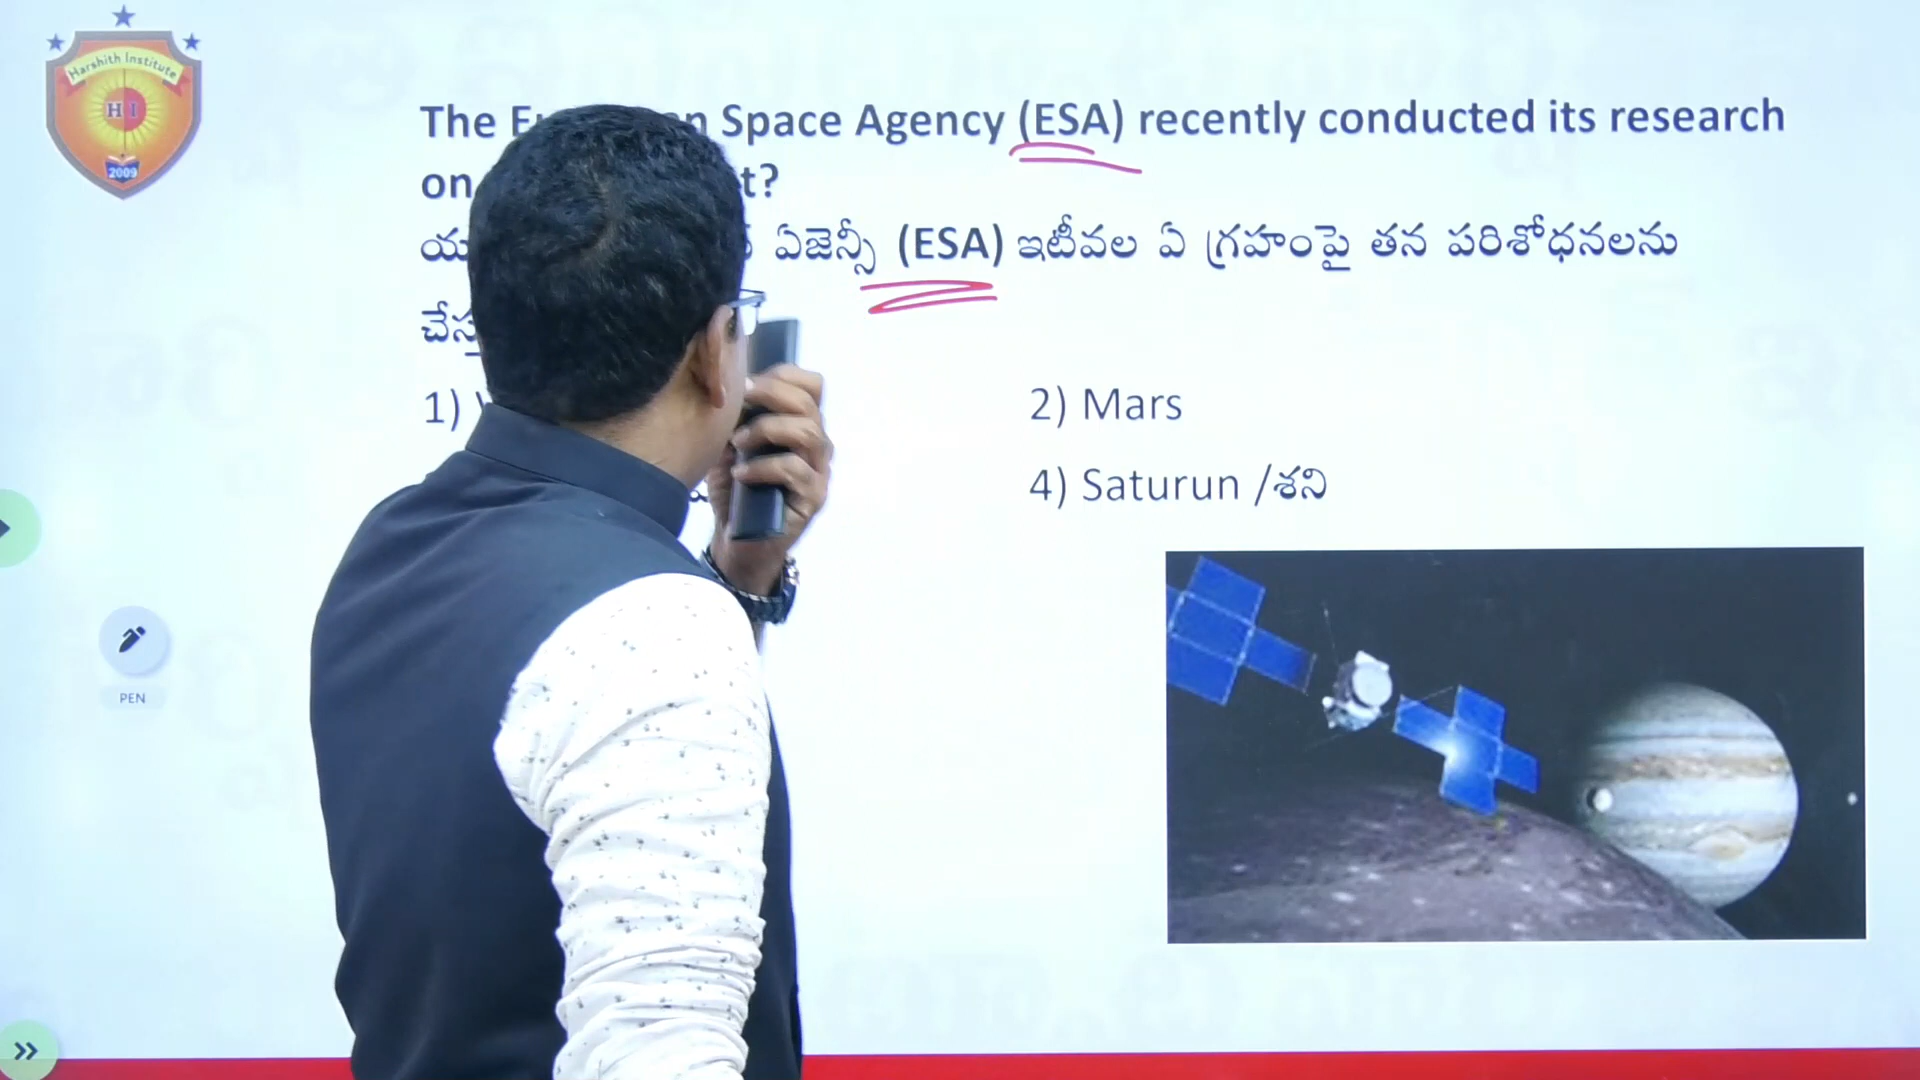 Harshith Institute
H I
2009
The Space Agency (ESA) recently conducted its research
on
ఏజెన్సీ (ESA) ఇటీవల ఏ గ్రహంపై తన పరిశోధనలను
1)
2) Mars
4) Saturun /శని
PEN